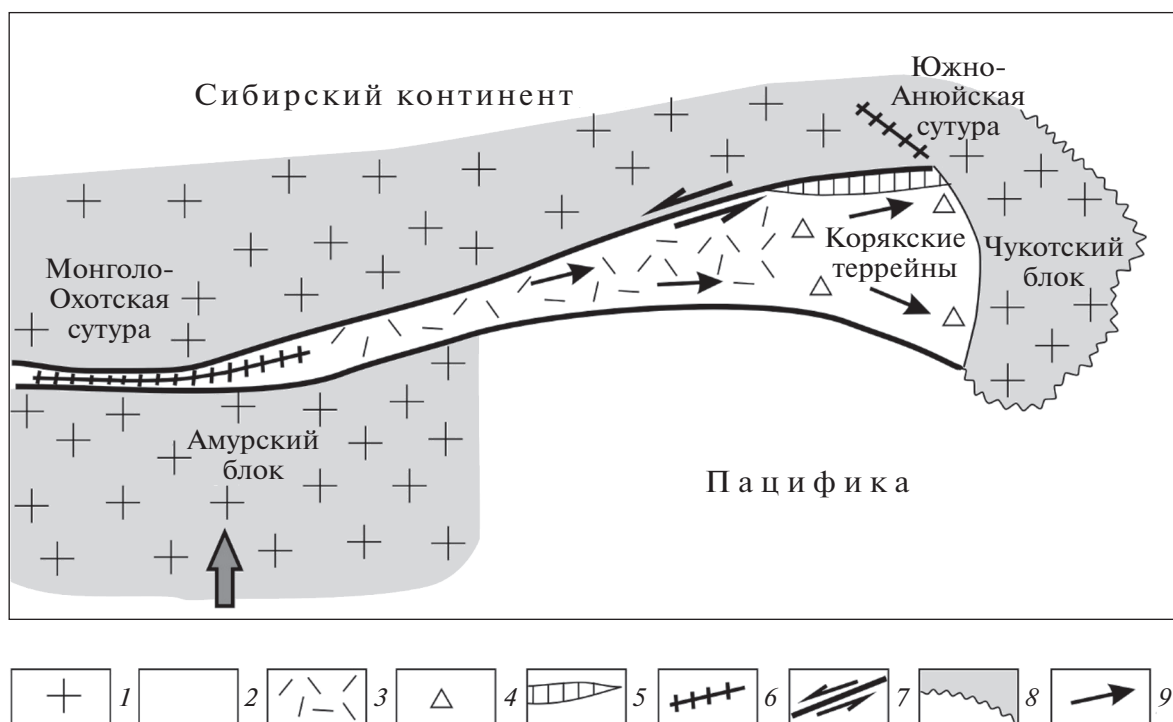 Сибирский континент
Южно-
Анюйская
сутура
Монголо-
Охотская
сутура
Корякские
террейны
Чукотский
блок
Амурский
блок
Пацифика
1 2 3 4 5 6 7 8 9